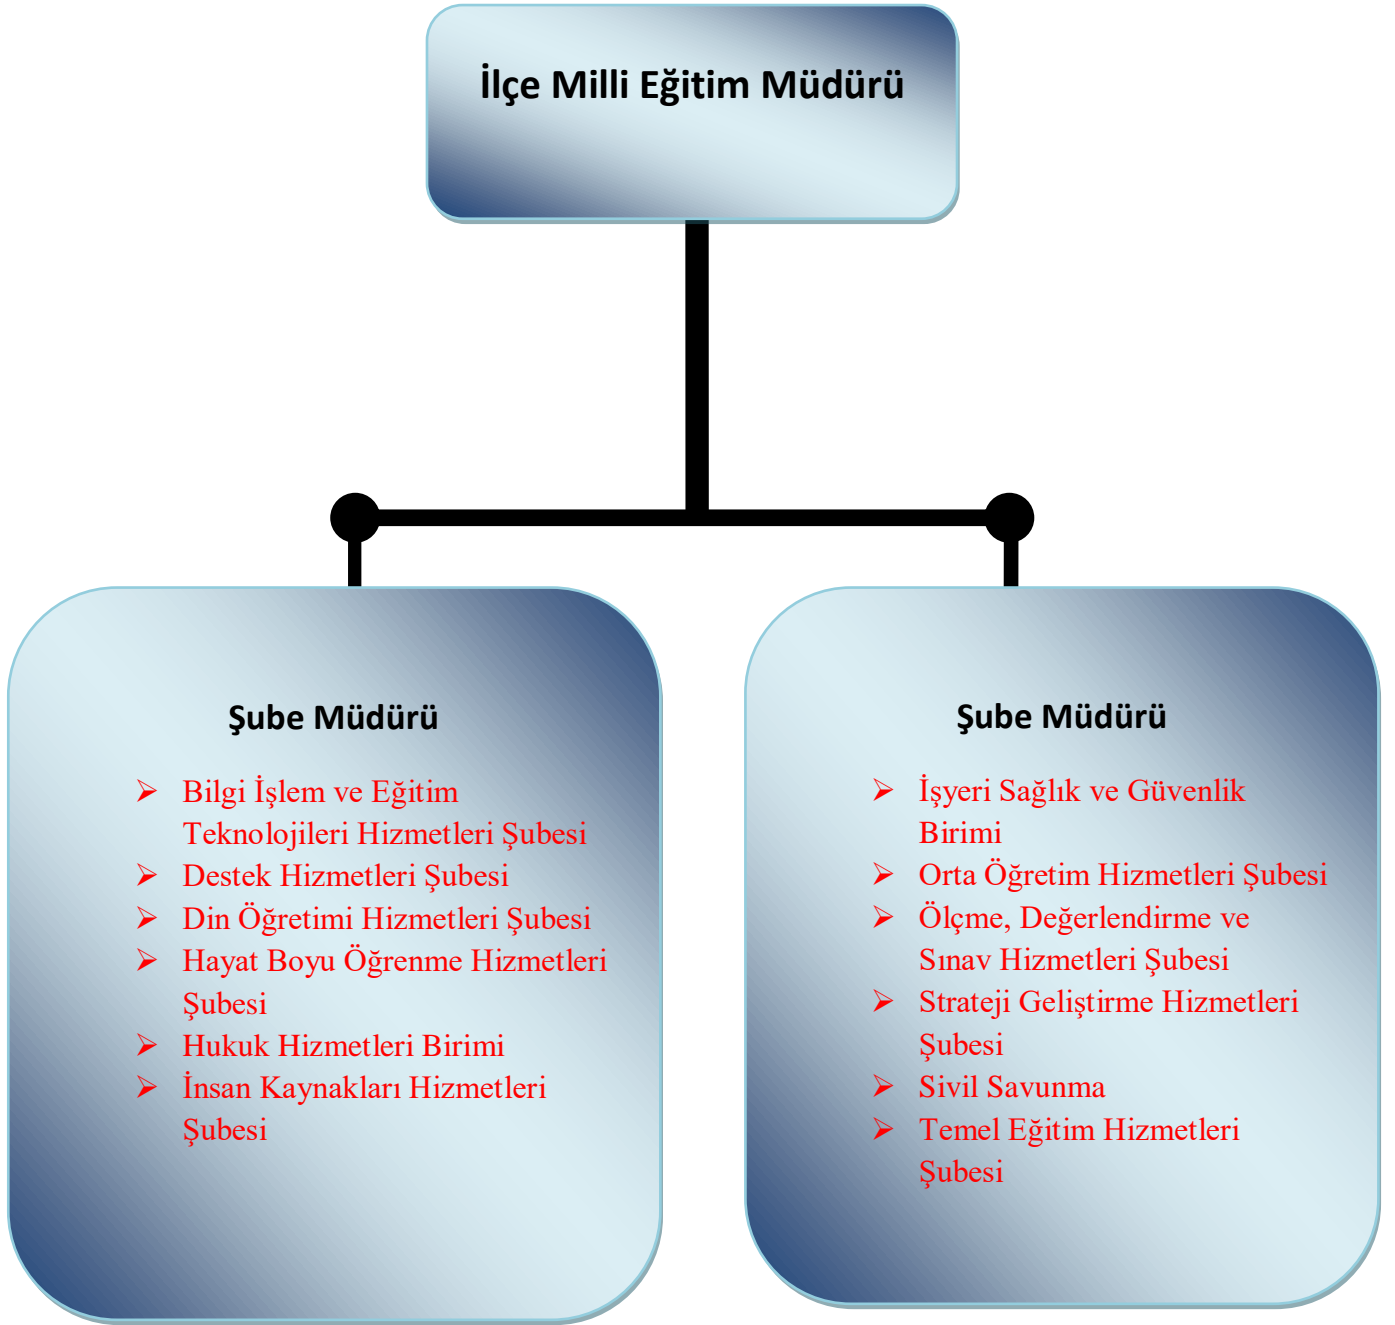 İlçe Milli Eğitim Müdürü
Şube Müdürü
➢ Bilgi İşlem ve Eğitim
Teknolojileri Hizmetleri Şubesi
➢ Destek Hizmetleri Şubesi
➢ Din Öğretimi Hizmetleri Şubesi
➢ Hayat Boyu Öğrenme Hizmetleri
Şubesi
➢ Hukuk Hizmetleri Birimi
➢ İnsan Kaynakları Hizmetleri
Şubesi
Şube Müdürü
➢ İşyeri Sağlık ve Güvenlik
Birimi
➢ Orta Öğretim Hizmetleri Şubesi
➢ Ölçme, Değerlendirme ve
Sınav Hizmetleri Şubesi
➢ Strateji Geliştirme Hizmetleri
Şubesi
➢ Sivil Savunma
➢ Temel Eğitim Hizmetleri
Şubesi